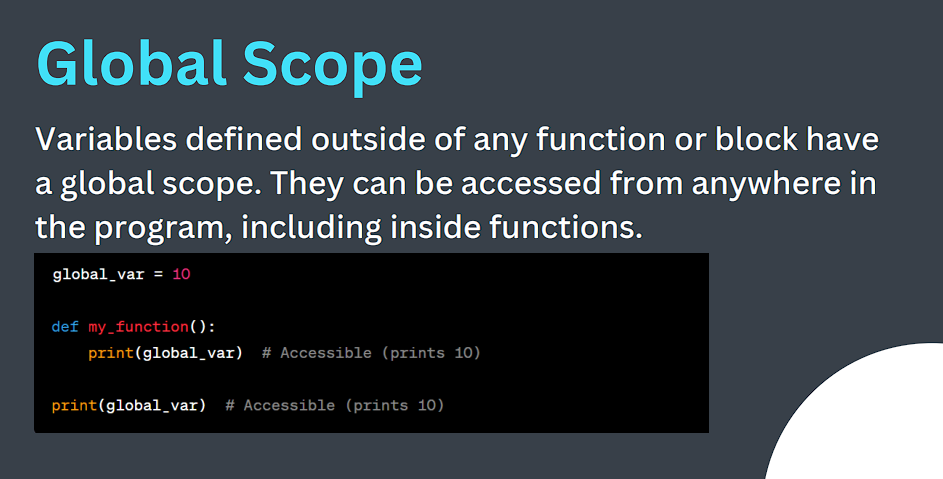 Global Scope
Variables defined outside of any function or block have
a global scope. They can be accessed from anywhere in
the program, including inside functions.
global_var = 10
def my_function():
    print(global_var)  # Accessible (prints 10)
print(global_var)  # Accessible (prints 10)